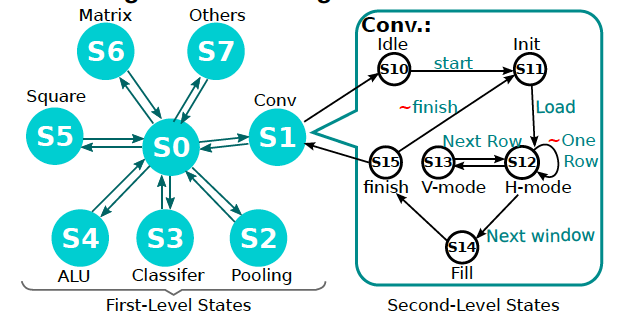 Matrix
Others
S6
S7
Square
Conv
S5
S0
S1
S4
S3
S2
ALU
Classifer
Pooling
First-Level States
Conv.:
Idle
Init
S10
start
S11
~finish
Load
Next Row
~One
Row
S15
S13
S12
finish
V-mode
H-mode
S14
Next window
Fill
Second-Level States